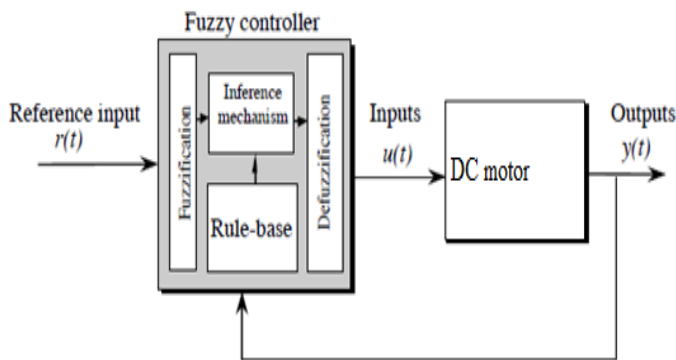 Fuzzy controller
Reference input
r(t)
Fuzzification
Inference
mechanism
Rule-base
Defuzzification
Inputs
u(t)
DC motor
Outputs
y(t)